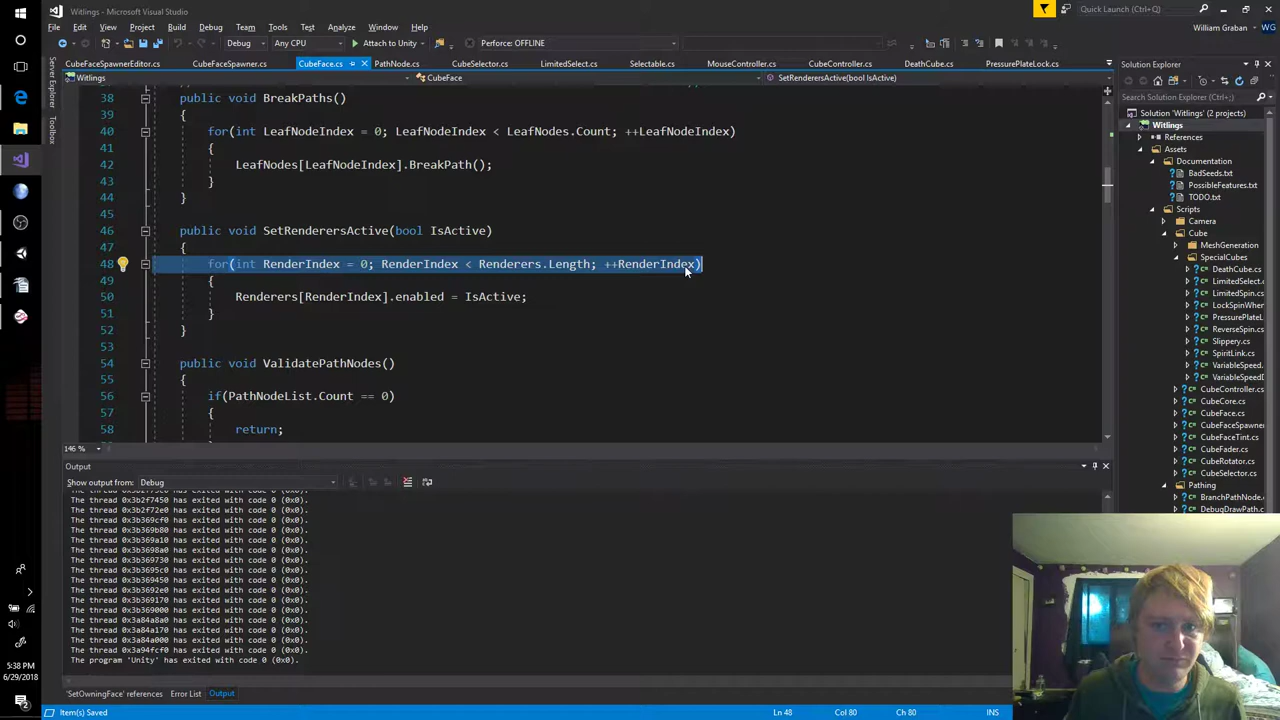 Witlings - Microsoft Visual Studio
Quick Launch (Ctrl+Q)
File Edit View Project Build Debug Team Tools Test Analyze Window Help
William Graban WG
Debug Any CPU Attach to Unity Perforce: OFFLINE
CubeFaceSpawnerEditor.cs CubeFaceSpawner.cs CubeFace.cs PathNode.cs CubeSelector.cs LimitedSelect.cs Selectable.cs MouseController.cs CubeController.cs DeathCube.cs PressurePlateLock.cs
Witlings CubeFace SetRenderersActive(bool IsActive)
Server Explorer
Toolbox
38 public void BreakPaths()
39 {
40 for(int LeafNodeIndex = 0; LeafNodeIndex < LeafNodes.Count; ++LeafNodeIndex)
41 {
42 LeafNodes[LeafNodeIndex].BreakPath();
43 }
44 }
45
46 public void SetRenderersActive(bool IsActive)
47 {
48 for(int RenderIndex = 0; RenderIndex < Renderers.Length; ++RenderIndex)
49 {
50 Renderers[RenderIndex].enabled = IsActive;
51 }
52 }
53
54 public void ValidatePathNodes()
55 {
56 if(PathNodeList.Count == 0)
57 {
return;
146 %
Output
Show output from: Debug
The thread 0x3b2f7450 has exited with code 0 (0x0).
The thread 0x3b2f72e0 has exited with code 0 (0x0).
The thread 0x3b369cf0 has exited with code 0 (0x0).
The thread 0x3b369b80 has exited with code 0 (0x0).
The thread 0x3b369a10 has exited with code 0 (0x0).
The thread 0x3b3698a0 has exited with code 0 (0x0).
The thread 0x3b369730 has exited with code 0 (0x0).
The thread 0x3b3695c0 has exited with code 0 (0x0).
The thread 0x3b369450 has exited with code 0 (0x0).
The thread 0x3b3692e0 has exited with code 0 (0x0).
The thread 0x3b369170 has exited with code 0 (0x0).
The thread 0x3b369000 has exited with code 0 (0x0).
The thread 0x3a84a8a0 has exited with code 0 (0x0).
The thread 0x3a84a170 has exited with code 0 (0x0).
The thread 0x3a84a000 has exited with code 0 (0x0).
The thread 0x3a94fcf0 has exited with code 0 (0x0).
The program 'Unity' has exited with code 0 (0x0).
'SetOwningFace' references Error List Output
Item(s) Saved Ln 48 Col 80 Ch 80 INS
Solution Explorer
Search Solution Explorer (Ctrl+;)
Solution 'Witlings' (2 projects)
Witlings
References
Assets
Documentation
BadSeeds.txt
PossibleFeatures.txt
TODO.txt
Scripts
Camera
Cube
MeshGeneration
SpecialCubes
DeathCube.cs
LimitedSelect.c
LimitedSpin.cs
LockSpinWher
PressurePlateL
ReverseSpin.cs
Slippery.cs
SpiritLink.cs
VariableSpeed.
VariableSpeedD
CubeController.cs
CubeCore.cs
CubeFace.cs
CubeFaceSpawner
CubeFaceTint.cs
CubeFader.cs
CubeRotator.cs
CubeSelector.cs
Pathing
BranchPathNode.c
DebugDrawPath.c
5:38 PM
6/29/2018
2